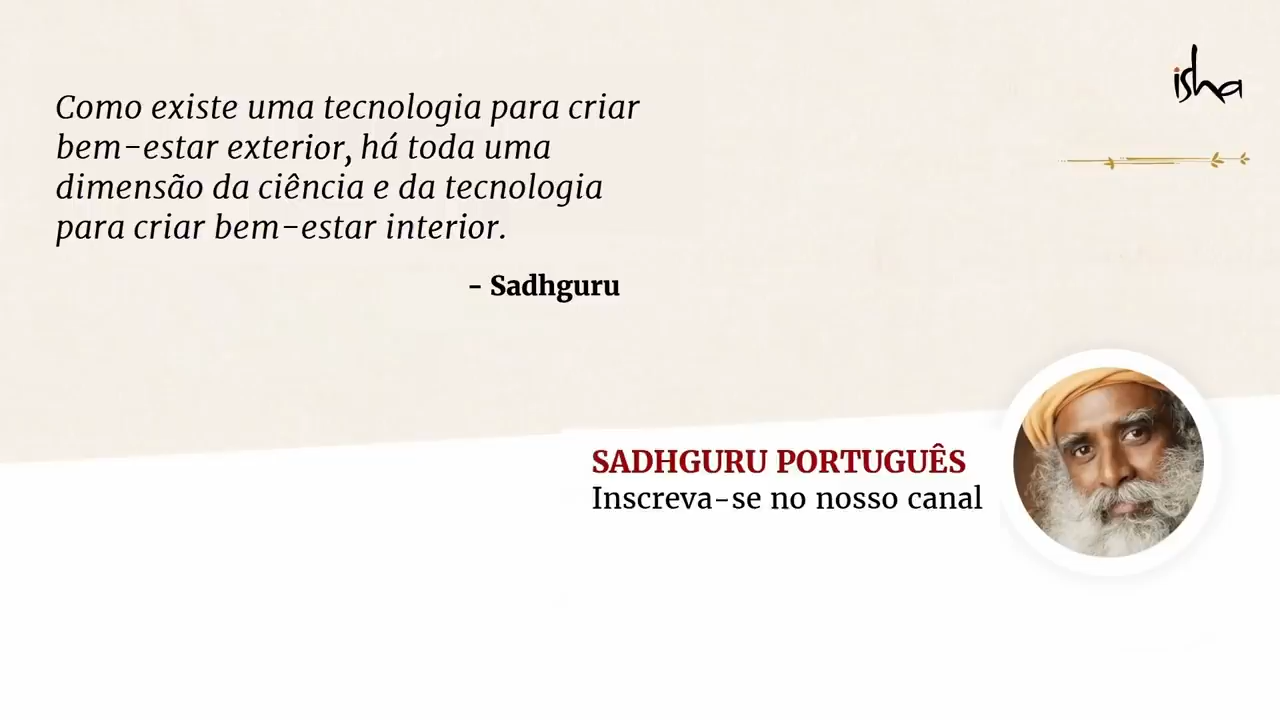 isha
Como existe uma tecnologia para criar
bem-estar exterior, há toda uma
dimensão da ciência e da tecnologia
para criar bem-estar interior.
- Sadhguru
SADHGURU PORTUGUÊS
Inscreva-se no nosso canal